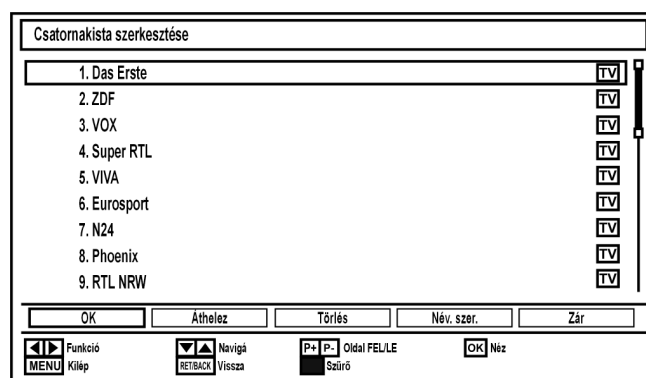 Csatornakista szerkesztése
1. Das Erste TV
2. ZDF TV
3. VOX TV
4. Super RTL TV
5. VIVA TV
6. Eurosport TV
7. N24 TV
8. Phoenix TV
9. RTL NRW TV
OK Áthelez Törlés Név. szer. Zár
Funkció Navigá P+ P- Oldal FEL/LE OK Néz
MENU Kilép RET/BACK Vissza Szürő